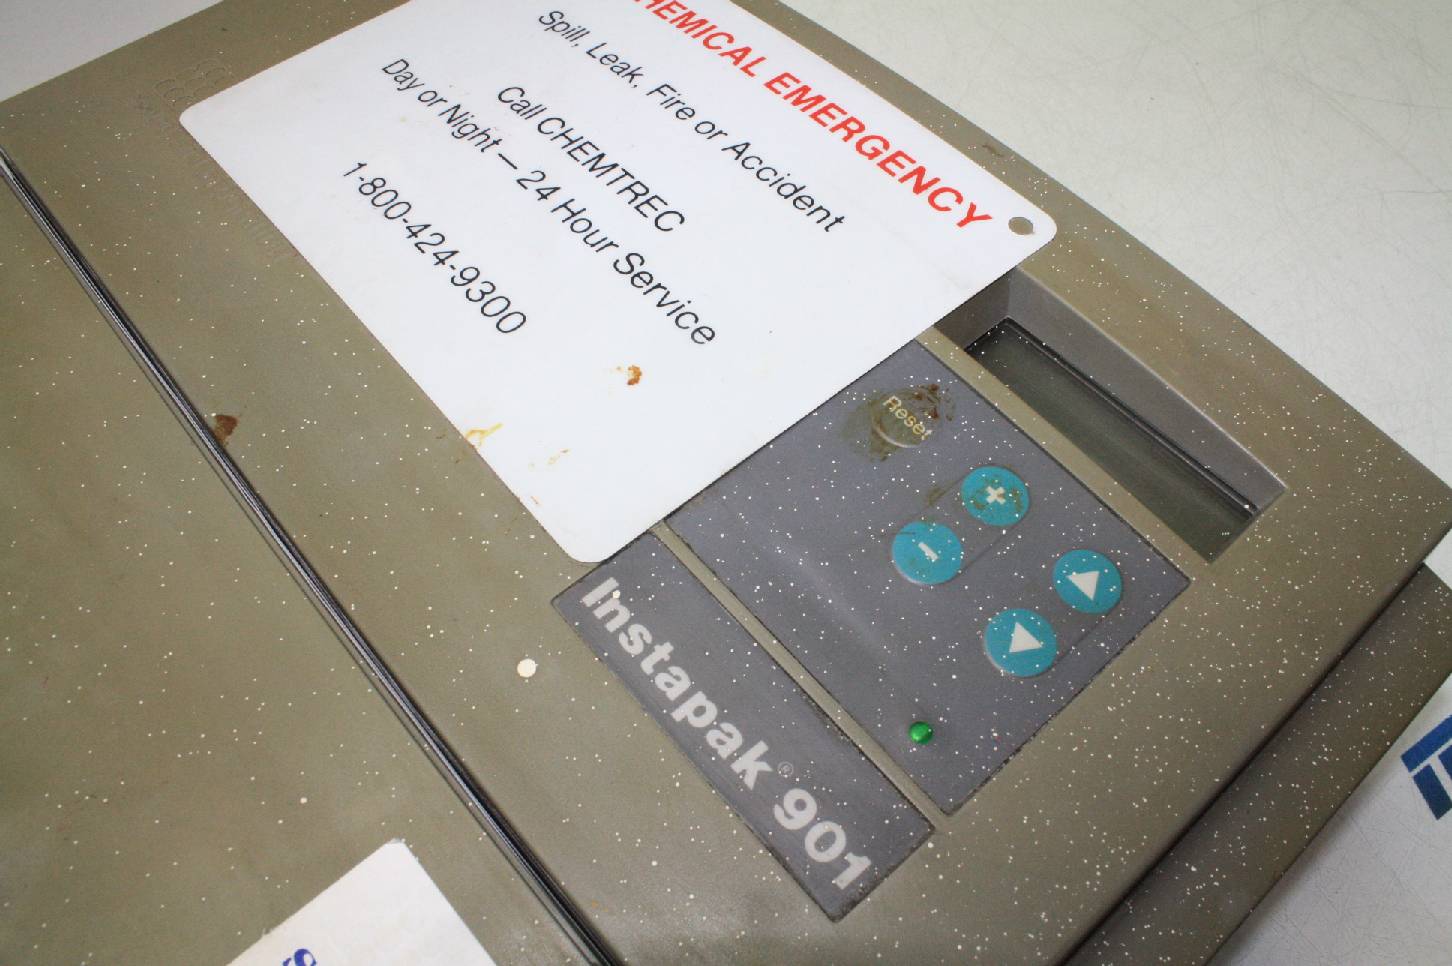 CHEMICAL EMERGENCY
Spill, Leak, Fire or Accident
Call CHEMTREC
Day or Night — 24 Hour Service
1-800-424-9300
Reset
+
-
Instapak® 901